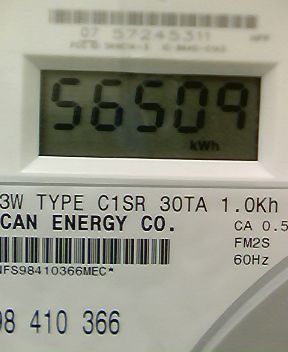 07 57245311
56509
kWh
3W TYPE C1SR 30TA 1.0Kh
CAN ENERGY CO.
CA 0.5
FM2S
NFS98410366MEC*
60Hz
98 410 366